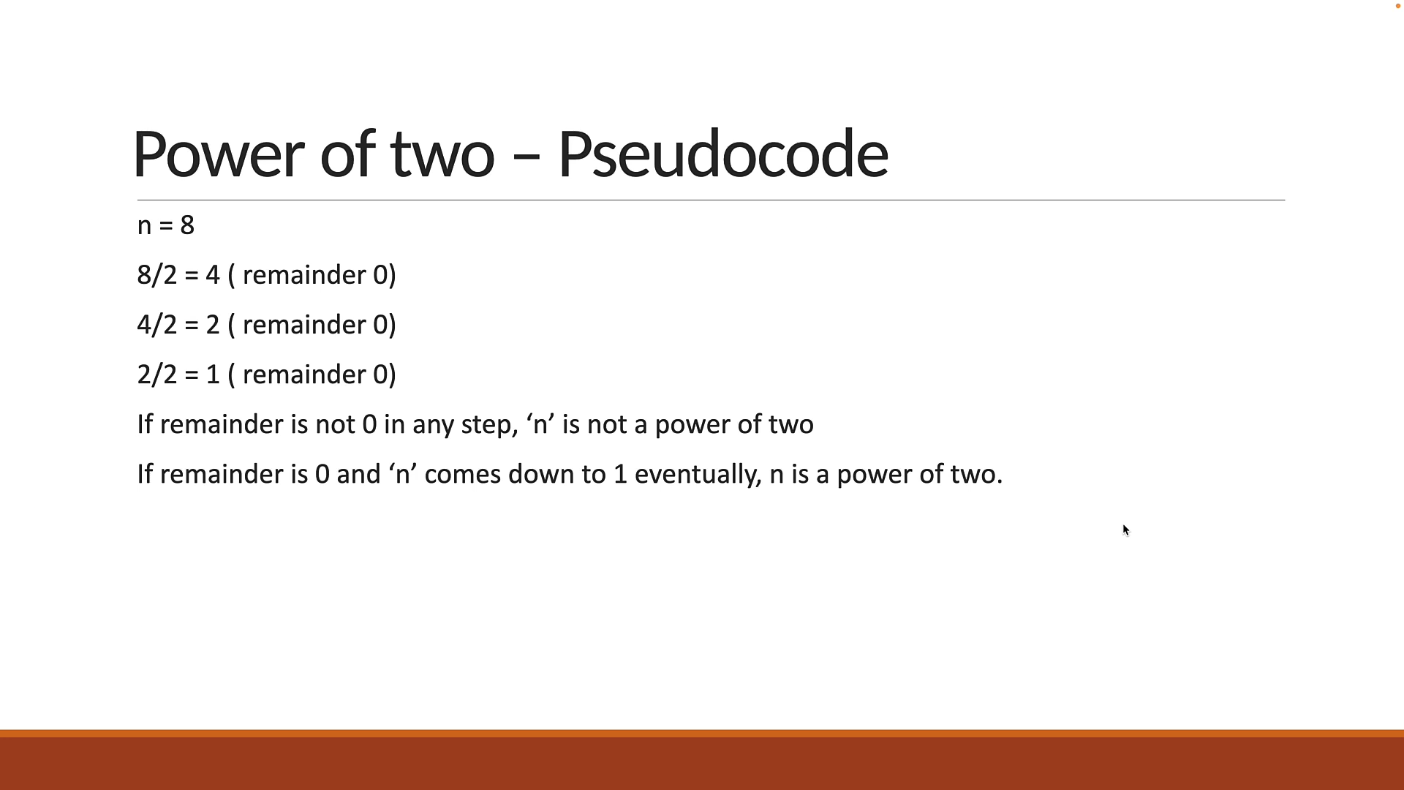 Power of two – Pseudocode
n = 8
8/2 = 4 ( remainder 0)
4/2 = 2 ( remainder 0)
2/2 = 1 ( remainder 0)
If remainder is not 0 in any step, ‘n’ is not a power of two
If remainder is 0 and ‘n’ comes down to 1 eventually, n is a power of two.